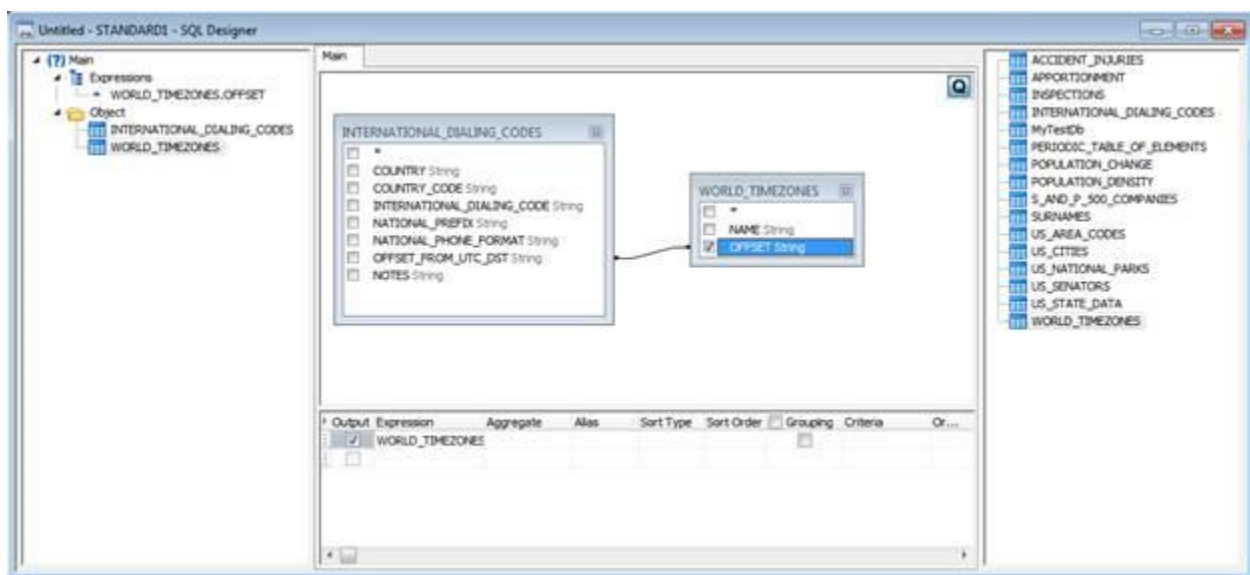 Untitled - STANDARD1 - SQL Designer
(?) Main
Expressions
WORLD_TIMEZONES.OFFSET
Object
INTERNATIONAL_DIALING_CODES
WORLD_TIMEZONES
Main
Q
INTERNATIONAL_DIALING_CODES
*
COUNTRY String
COUNTRY_CODE String
INTERNATIONAL_DIALING_CODE String
NATIONAL_PREFIX String
NATIONAL_PHONE_FORMAT String
OFFSET_FROM_UTC_DST String
NOTES String
WORLD_TIMEZONES
*
NAME String
OFFSET String
Output Expression Aggregate Alias Sort Type Sort Order Grouping Criteria Or...
WORLD_TIMEZONES
ACCIDENT_INJURIES
APPORTIONMENT
INSPECTIONS
INTERNATIONAL_DIALING_CODES
MyTestDb
PERIODIC_TABLE_OF_ELEMENTS
POPULATION_CHANGE
POPULATION_DENSITY
S_AND_P_500_COMPANIES
SURNAMES
US_AREA_CODES
US_CITIES
US_NATIONAL_PARKS
US_SENATORS
US_STATE_DATA
WORLD_TIMEZONES